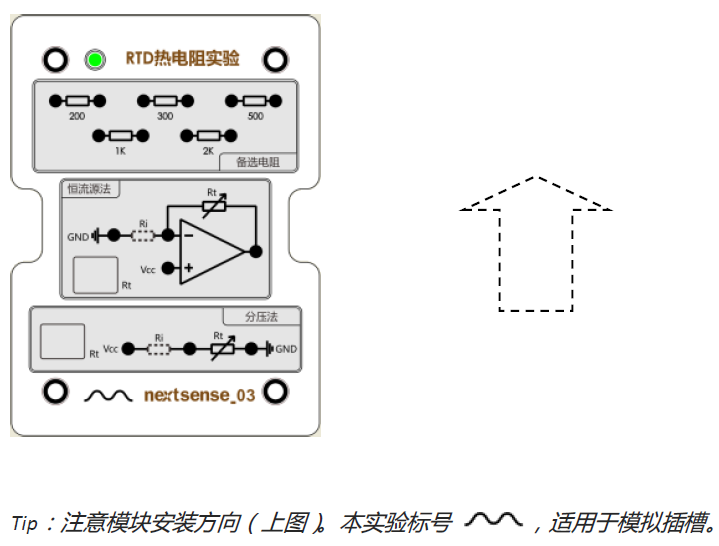 RTD热电阻实验
200 300 500
1K 2K
备选电阻
恒流源法
Rt
GND Ri
Vcc
Rt
分压法
Rt Vcc Ri Rt GND
nextsense_03
Tip：注意模块安装方向（上图）。本实验标号 ，适用于模拟插槽。